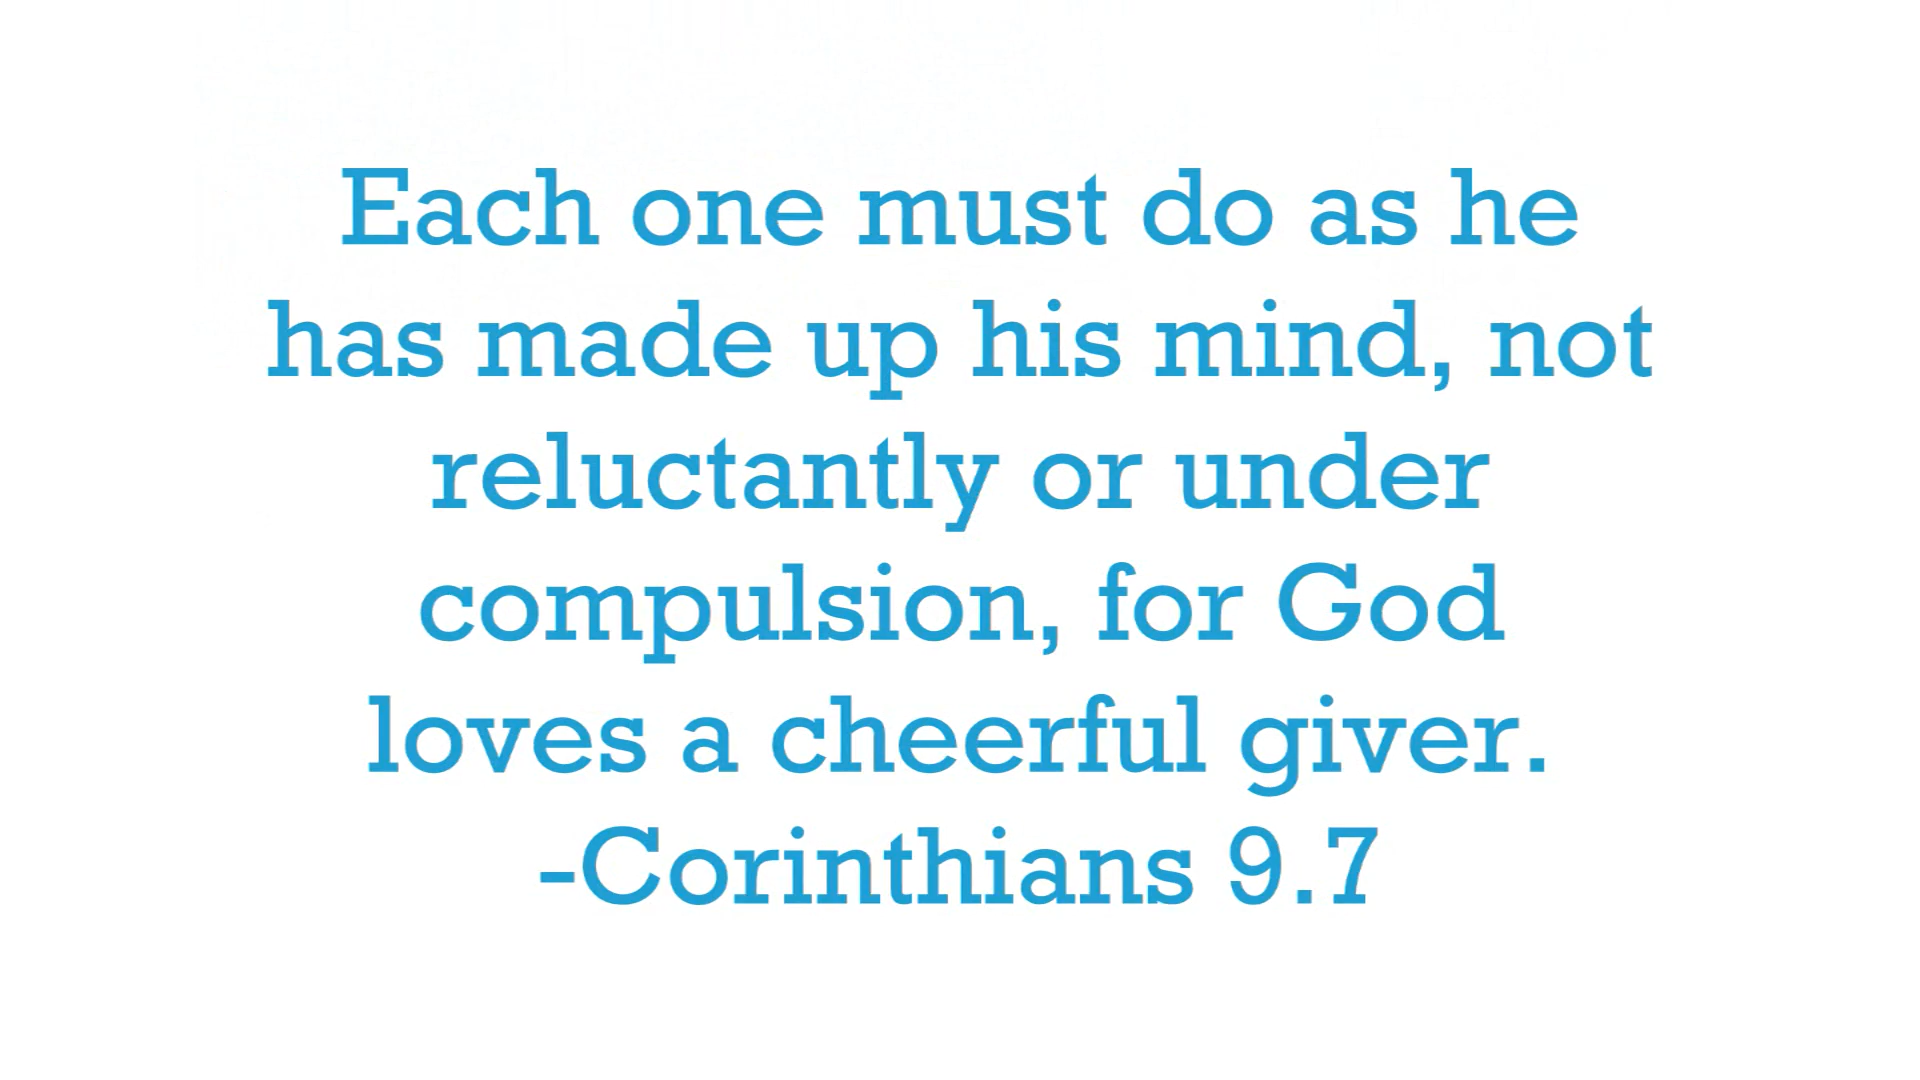 Each one must do as he
has made up his mind, not
reluctantly or under
compulsion, for God
loves a cheerful giver.
-Corinthians 9.7